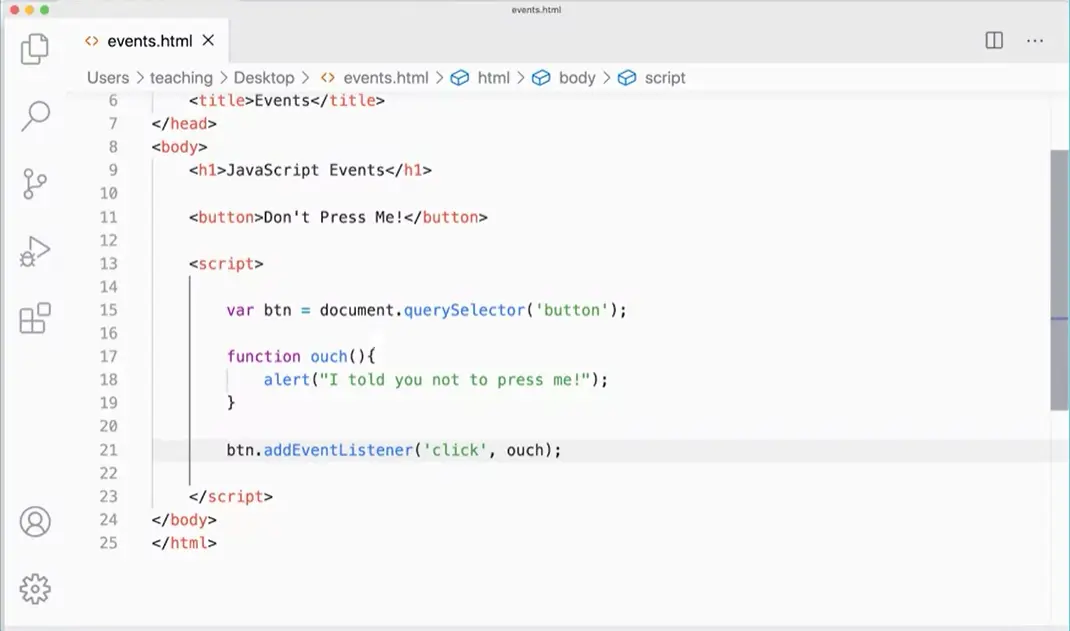 events.html
events.html
Users > teaching > Desktop > events.html > html > body > script
6 <title>Events</title>
7 </head>
8 <body>
9 <h1>JavaScript Events</h1>
10
11 <button>Don't Press Me!</button>
12
13 <script>
14
15 var btn = document.querySelector('button');
16
17 function ouch(){
18 alert("I told you not to press me!");
19 }
20
21 btn.addEventListener('click', ouch);
22
23 </script>
24 </body>
25 </html>